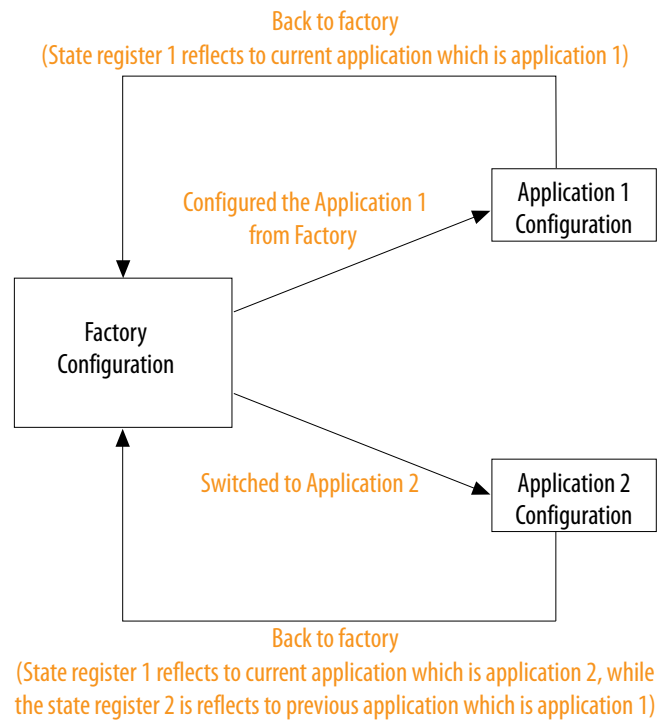 Back to factory
(State register 1 reflects to current application which is application 1)
Configured the Application 1
from Factory
Application 1
Configuration
Factory
Configuration
Switched to Application 2
Application 2
Configuration
Back to factory
(State register 1 reflects to current application which is application 2, while
the state register 2 is reflects to previous application which is application 1)